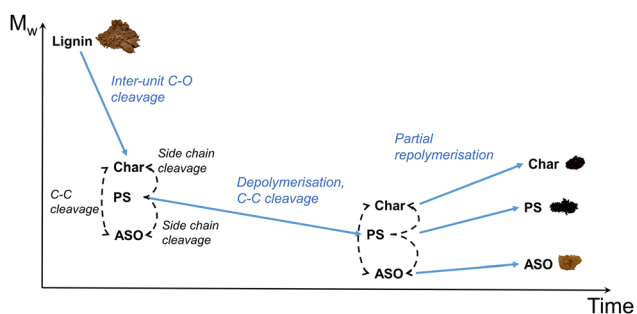 Mw
Lignin
Inter-unit C-O
cleavage
Char
Side chain
cleavage
C-C
cleavage
PS
Side chain
cleavage
ASO
Depolymerisation,
C-C cleavage
Char
PS
ASO
Partial
repolymerisation
Char
PS
ASO
Time